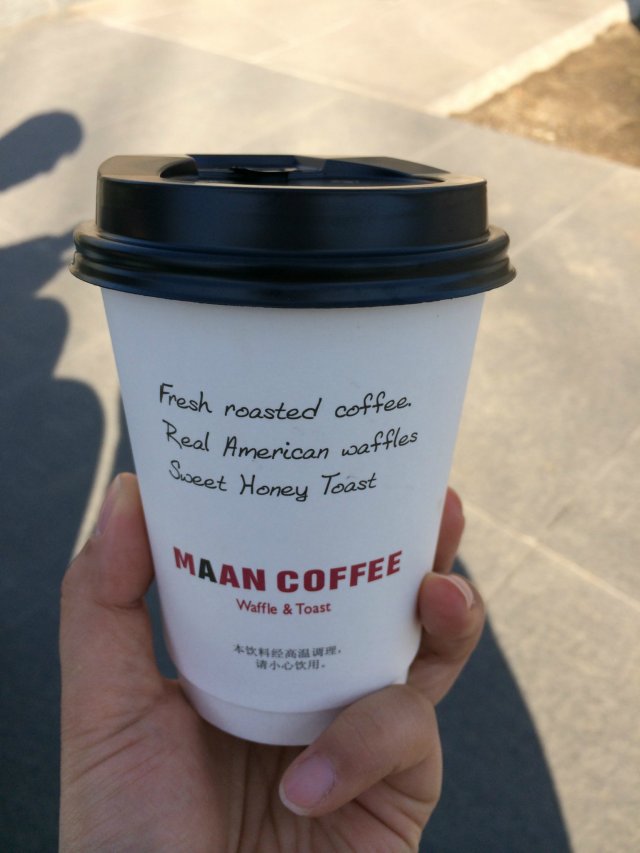 Fresh roasted coffee.
Real American waffles
Sweet Honey Toast
MAAN COFFEE
Waffle & Toast
本饮料经高温调理，
请小心饮用。